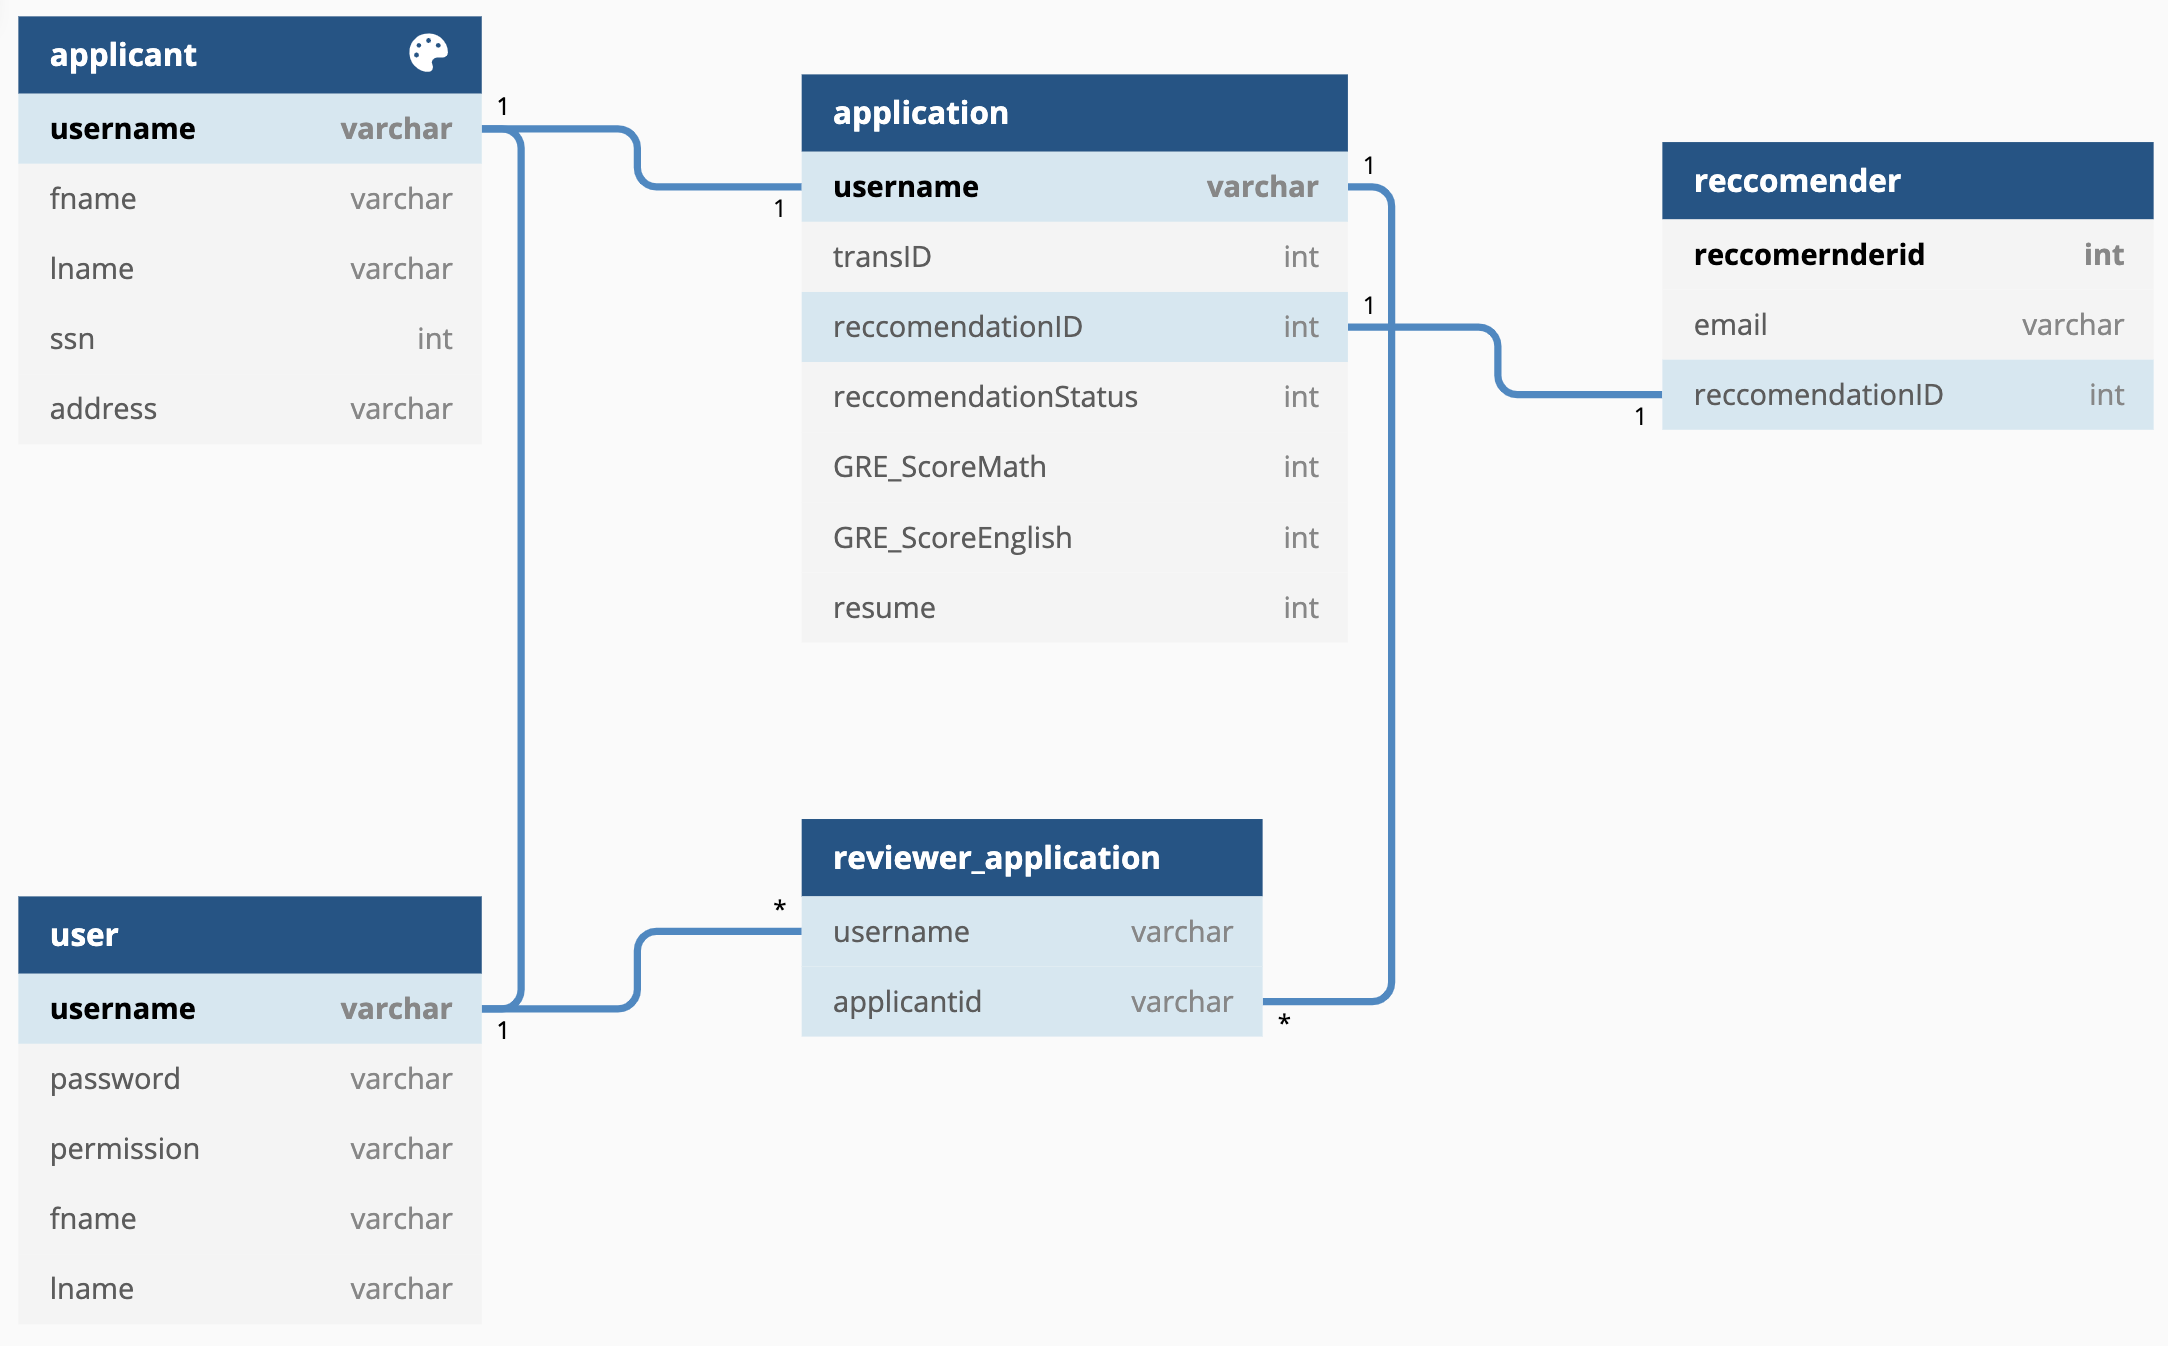 applicant
username varchar
fname varchar
lname varchar
ssn int
address varchar
1
1
application
username varchar
transID int
reccomendationID int
reccomendationStatus int
GRE_ScoreMath int
GRE_ScoreEnglish int
resume int
1
1
1
reccomender
reccomernderid int
email varchar
reccomendationID int
user
username varchar
password varchar
permission varchar
fname varchar
lname varchar
1
*
reviewer_application
username varchar
applicantid varchar
*